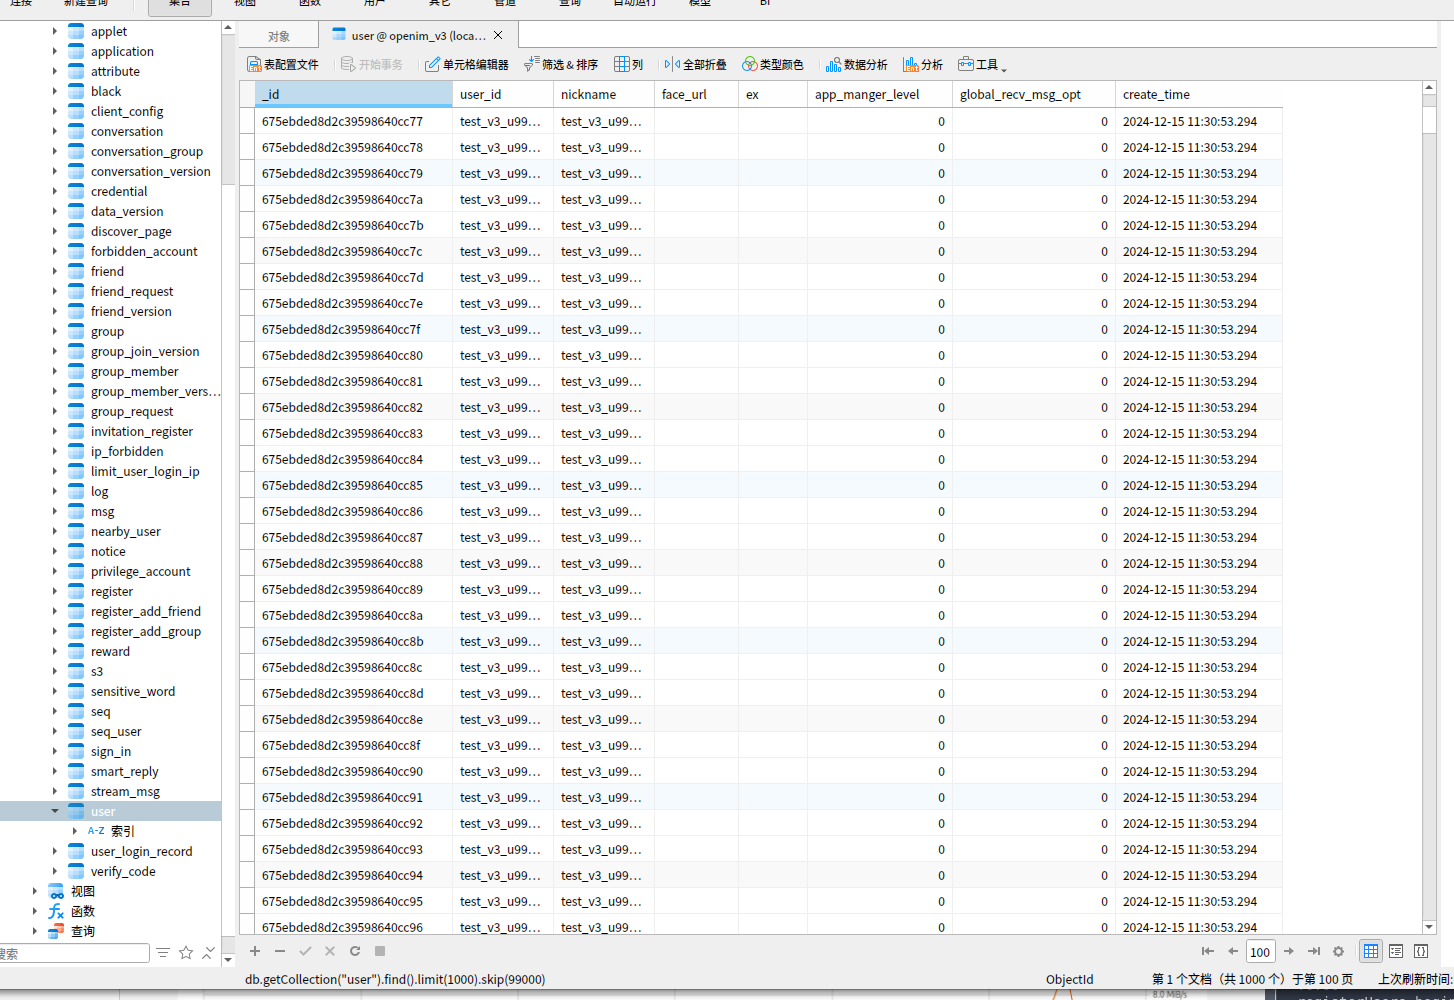 连接 新建查询 集合 视图 函数 用户 其它 管道 查询 自动运行 模型 BI
applet
application
attribute
black
client_config
conversation
conversation_group
conversation_version
credential
data_version
discover_page
forbidden_account
friend
friend_request
friend_version
group
group_join_version
group_member
group_member_vers...
group_request
invitation_register
ip_forbidden
limit_user_login_ip
log
msg
nearby_user
notice
privilege_account
register
register_add_friend
register_add_group
reward
s3
sensitive_word
seq
seq_user
sign_in
smart_reply
stream_msg
user
A-Z 索引
user_login_record
verify_code
视图
函数
查询
搜索
对象 user @ openim_v3 (loca...
表配置文件 开始事务 单元格编辑器 筛选 & 排序 列 全部折叠 类型颜色 数据分析 分析 工具
_id user_id nickname face_url ex app_manger_level global_recv_msg_opt create_time
675ebded8d2c39598640cc77 test_v3_u99... test_v3_u99... 0 0 2024-12-15 11:30:53.294
675ebded8d2c39598640cc78 test_v3_u99... test_v3_u99... 0 0 2024-12-15 11:30:53.294
675ebded8d2c39598640cc79 test_v3_u99... test_v3_u99... 0 0 2024-12-15 11:30:53.294
675ebded8d2c39598640cc7a test_v3_u99... test_v3_u99... 0 0 2024-12-15 11:30:53.294
675ebded8d2c39598640cc7b test_v3_u99... test_v3_u99... 0 0 2024-12-15 11:30:53.294
675ebded8d2c39598640cc7c test_v3_u99... test_v3_u99... 0 0 2024-12-15 11:30:53.294
675ebded8d2c39598640cc7d test_v3_u99... test_v3_u99... 0 0 2024-12-15 11:30:53.294
675ebded8d2c39598640cc7e test_v3_u99... test_v3_u99... 0 0 2024-12-15 11:30:53.294
675ebded8d2c39598640cc7f test_v3_u99... test_v3_u99... 0 0 2024-12-15 11:30:53.294
675ebded8d2c39598640cc80 test_v3_u99... test_v3_u99... 0 0 2024-12-15 11:30:53.294
675ebded8d2c39598640cc81 test_v3_u99... test_v3_u99... 0 0 2024-12-15 11:30:53.294
675ebded8d2c39598640cc82 test_v3_u99... test_v3_u99... 0 0 2024-12-15 11:30:53.294
675ebded8d2c39598640cc83 test_v3_u99... test_v3_u99... 0 0 2024-12-15 11:30:53.294
675ebded8d2c39598640cc84 test_v3_u99... test_v3_u99... 0 0 2024-12-15 11:30:53.294
675ebded8d2c39598640cc85 test_v3_u99... test_v3_u99... 0 0 2024-12-15 11:30:53.294
675ebded8d2c39598640cc86 test_v3_u99... test_v3_u99... 0 0 2024-12-15 11:30:53.294
675ebded8d2c39598640cc87 test_v3_u99... test_v3_u99... 0 0 2024-12-15 11:30:53.294
675ebded8d2c39598640cc88 test_v3_u99... test_v3_u99... 0 0 2024-12-15 11:30:53.294
675ebded8d2c39598640cc89 test_v3_u99... test_v3_u99... 0 0 2024-12-15 11:30:53.294
675ebded8d2c39598640cc8a test_v3_u99... test_v3_u99... 0 0 2024-12-15 11:30:53.294
675ebded8d2c39598640cc8b test_v3_u99... test_v3_u99... 0 0 2024-12-15 11:30:53.294
675ebded8d2c39598640cc8c test_v3_u99... test_v3_u99... 0 0 2024-12-15 11:30:53.294
675ebded8d2c39598640cc8d test_v3_u99... test_v3_u99... 0 0 2024-12-15 11:30:53.294
675ebded8d2c39598640cc8e test_v3_u99... test_v3_u99... 0 0 2024-12-15 11:30:53.294
675ebded8d2c39598640cc8f test_v3_u99... test_v3_u99... 0 0 2024-12-15 11:30:53.294
675ebded8d2c39598640cc90 test_v3_u99... test_v3_u99... 0 0 2024-12-15 11:30:53.294
675ebded8d2c39598640cc91 test_v3_u99... test_v3_u99... 0 0 2024-12-15 11:30:53.294
675ebded8d2c39598640cc92 test_v3_u99... test_v3_u99... 0 0 2024-12-15 11:30:53.294
675ebded8d2c39598640cc93 test_v3_u99... test_v3_u99... 0 0 2024-12-15 11:30:53.294
675ebded8d2c39598640cc94 test_v3_u99... test_v3_u99... 0 0 2024-12-15 11:30:53.294
675ebded8d2c39598640cc95 test_v3_u99... test_v3_u99... 0 0 2024-12-15 11:30:53.294
675ebded8d2c39598640cc96 test_v3_u99... test_v3_u99... 0 0 2024-12-15 11:30:53.294
100
db.getCollection("user").find().limit(1000).skip(99000) ObjectId 第 1 个文档（共 1000 个）于第 100 页 上次刷新时间:
8.0 MB/s